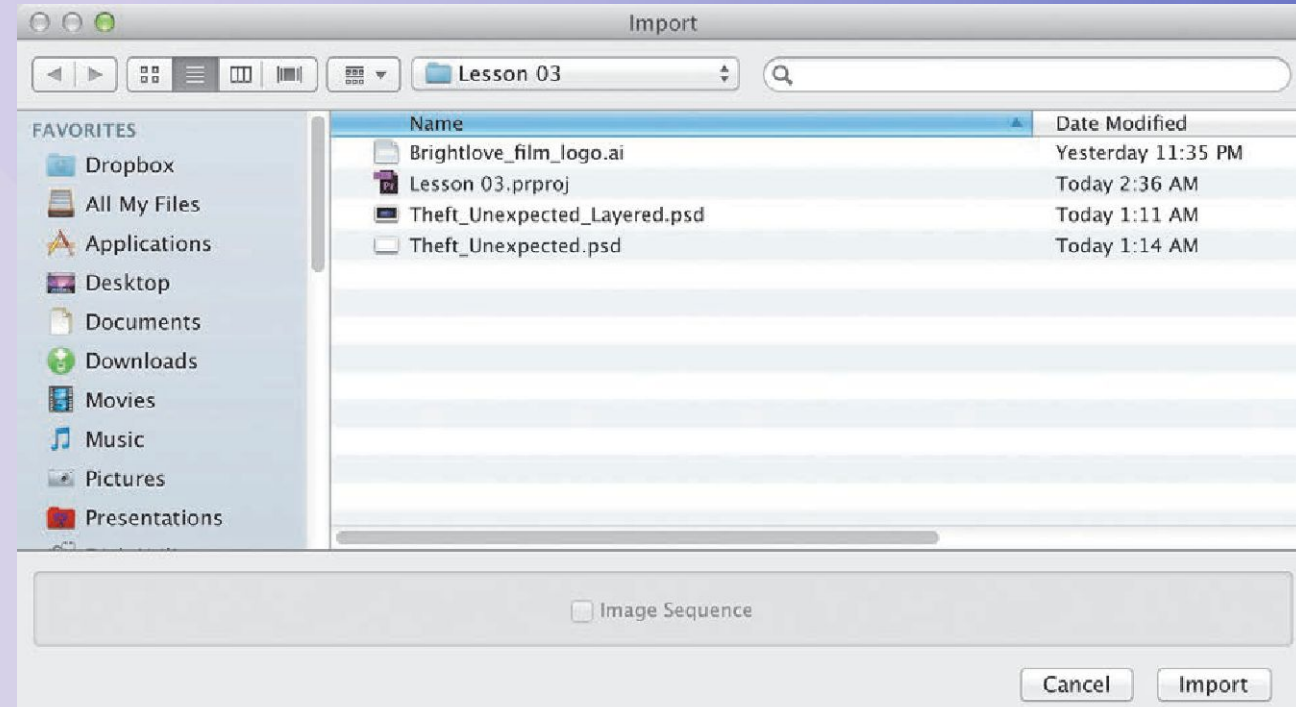 Import
Lesson 03
FAVORITES
Dropbox
All My Files
Applications
Desktop
Documents
Downloads
Movies
Music
Pictures
Presentations
Name Date Modified
Brightlove_film_logo.ai Yesterday 11:35 PM
Lesson 03.prproj Today 2:36 AM
Theft_Unexpected_Layered.psd Today 1:11 AM
Theft_Unexpected.psd Today 1:14 AM
Image Sequence
Cancel Import